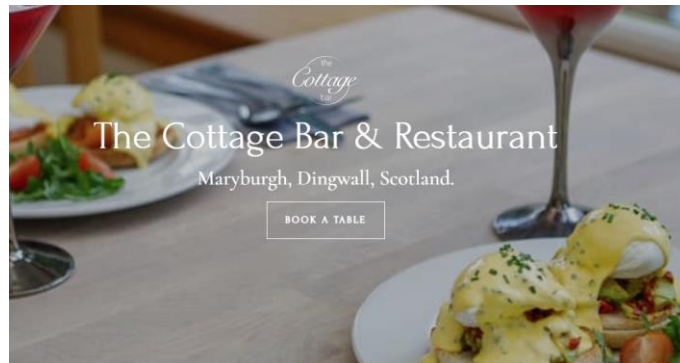 the
Cottage
bar
The Cottage Bar & Restaurant
Maryburgh, Dingwall, Scotland.
BOOK A TABLE